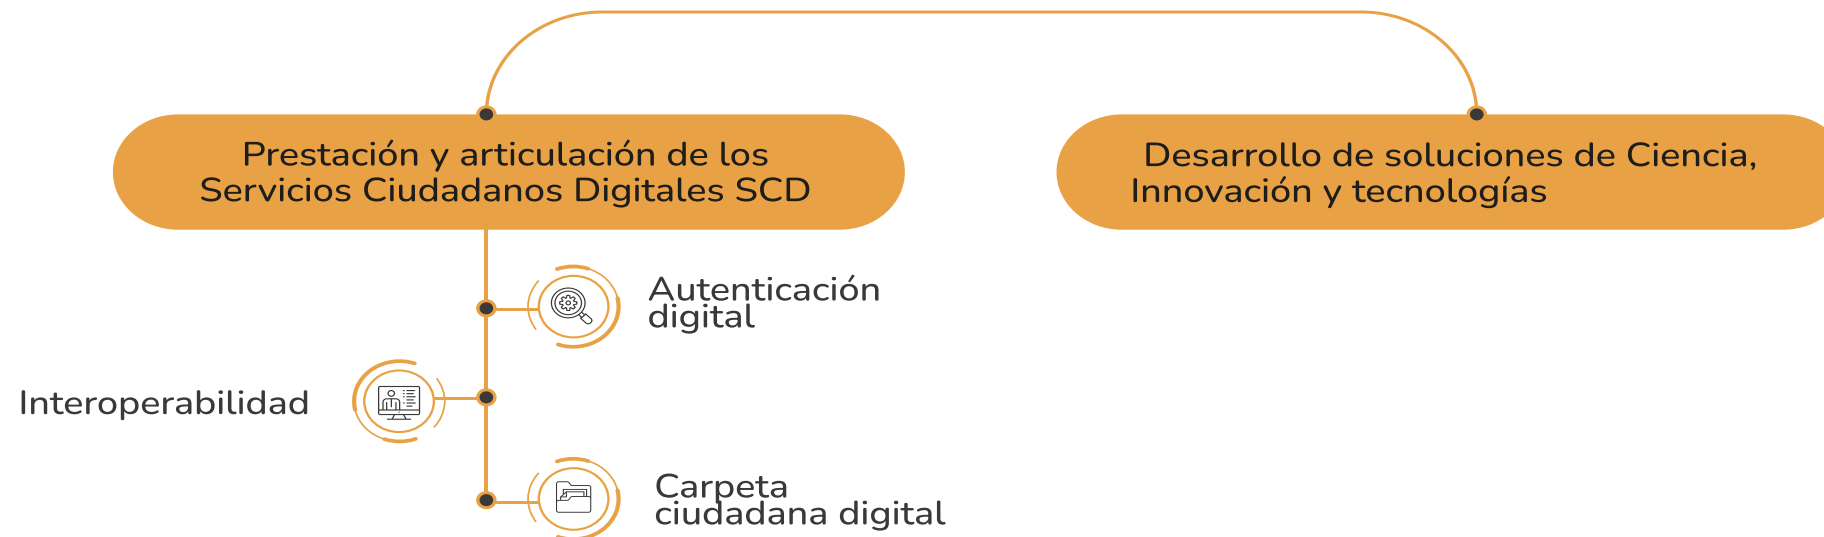 Prestación y articulación de los
Servicios Ciudadanos Digitales SCD
Desarrollo de soluciones de Ciencia,
Innovación y tecnologías
Autenticación
digital
Interoperabilidad
Carpeta
ciudadana digital